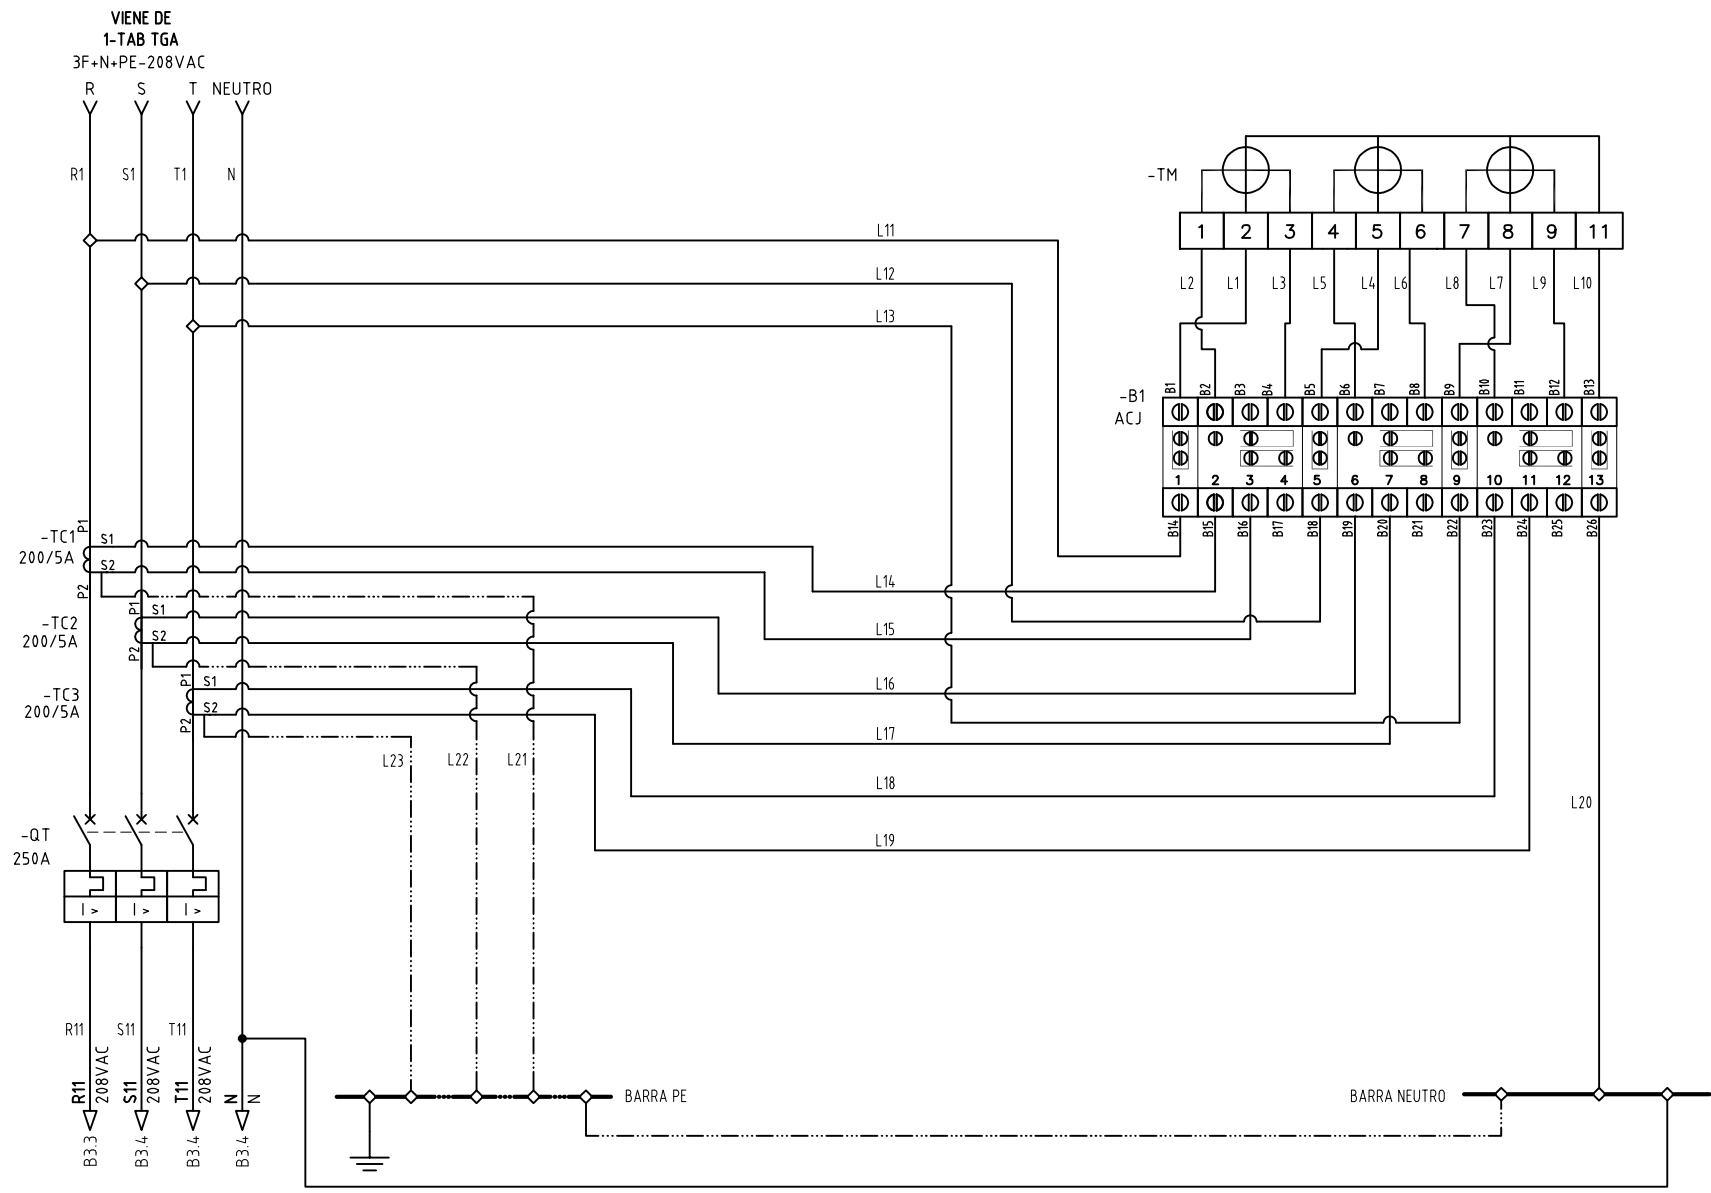 VIENE DE
1-TAB TGA
3F+N+PE-208VAC
R S T NEUTRO
R1 S1 T1 N
-TM
1 2 3 4 5 6 7 8 9 11
L11
L12
L13
L2 L1 L3 L5 L4 L6 L8 L7 L9 L10
-B1
ACJ
B1 B2 B3 B4 B5 B6 B7 B8 B9 B10 B11 B12 B13
1 2 3 4 5 6 7 8 9 10 11 12 13
B14 B15 B16 B17 B18 B19 B20 B21 B22 B23 B24 B25 B26
-TC1
200/5A
P1
S1
S2
P2
L14
-TC2
200/5A
P1
S1
S2
P2
L15
-TC3
200/5A
P1
S1
S2
P2
L16
L17
L23 L22 L21
L18
L20
L19
-QT
250A
I > I > I >
R11 S11 T11
R11
208VAC
S11
208VAC
T11
208VAC
N
N
BARRA PE
BARRA NEUTRO
B3.3 B3.4 B3.4 B3.4